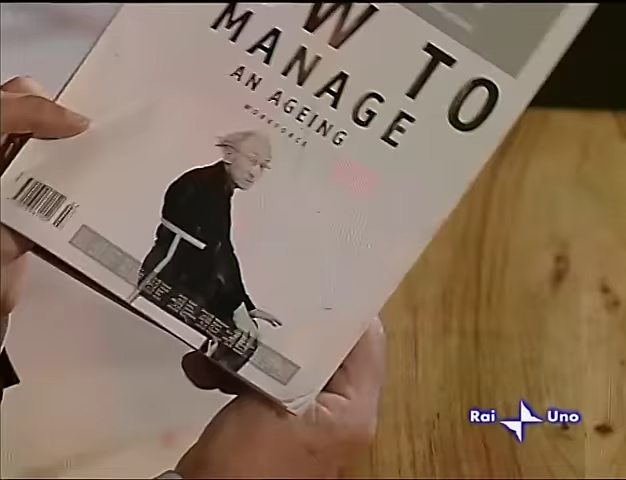 W TO
MANAGE
AN AGEING
WORKFORCE
Rai Uno